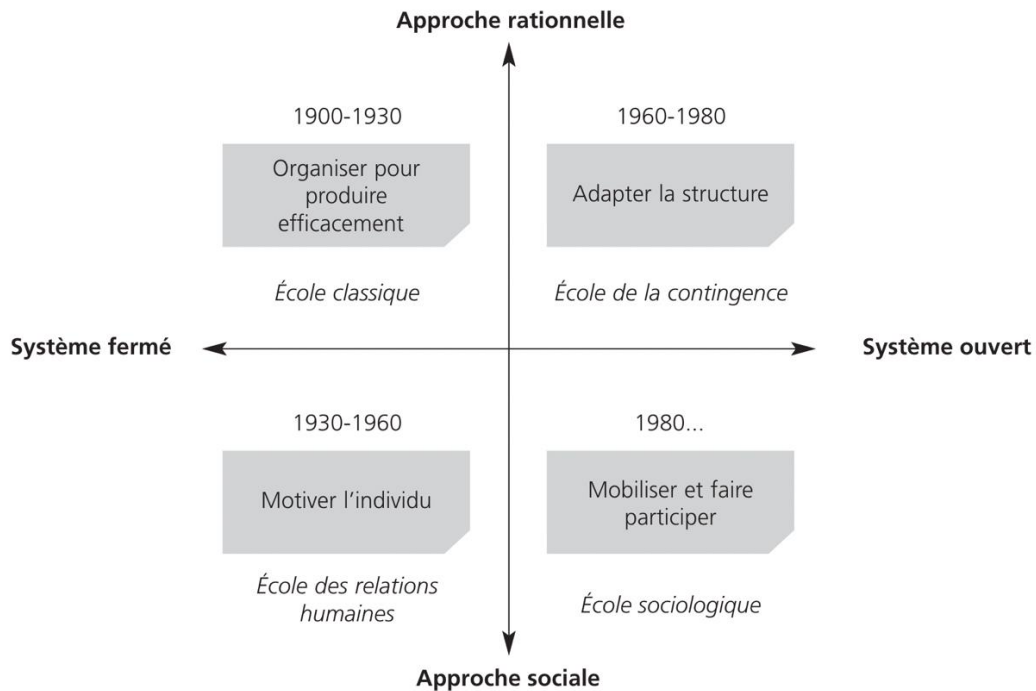 Approche rationnelle
1900-1930
Organiser pour
produire
efficacement
École classique
1960-1980
Adapter la structure
École de la contingence
Système fermé
Système ouvert
1930-1960
Motiver l’individu
École des relations
humaines
1980...
Mobiliser et faire
participer
École sociologique
Approche sociale